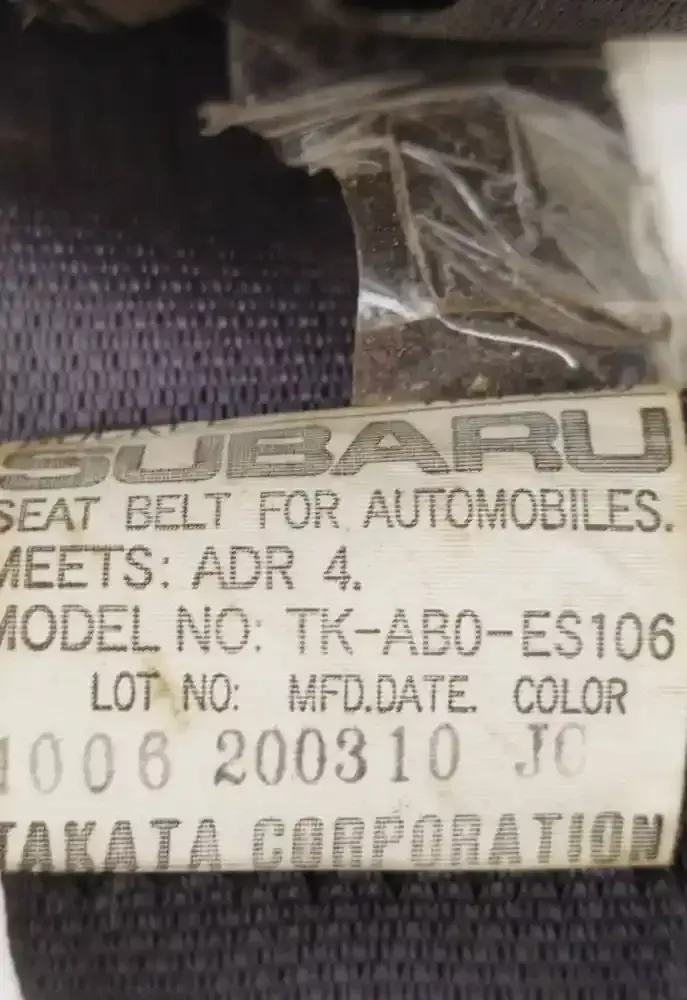 SUBARU
SEAT BELT FOR AUTOMOBILES.
MEETS: ADR 4.
MODEL NO: TK-AB0-ES106
LOT NO: MFD.DATE. COLOR
1006 200310 JC
TAKATA CORPORATION